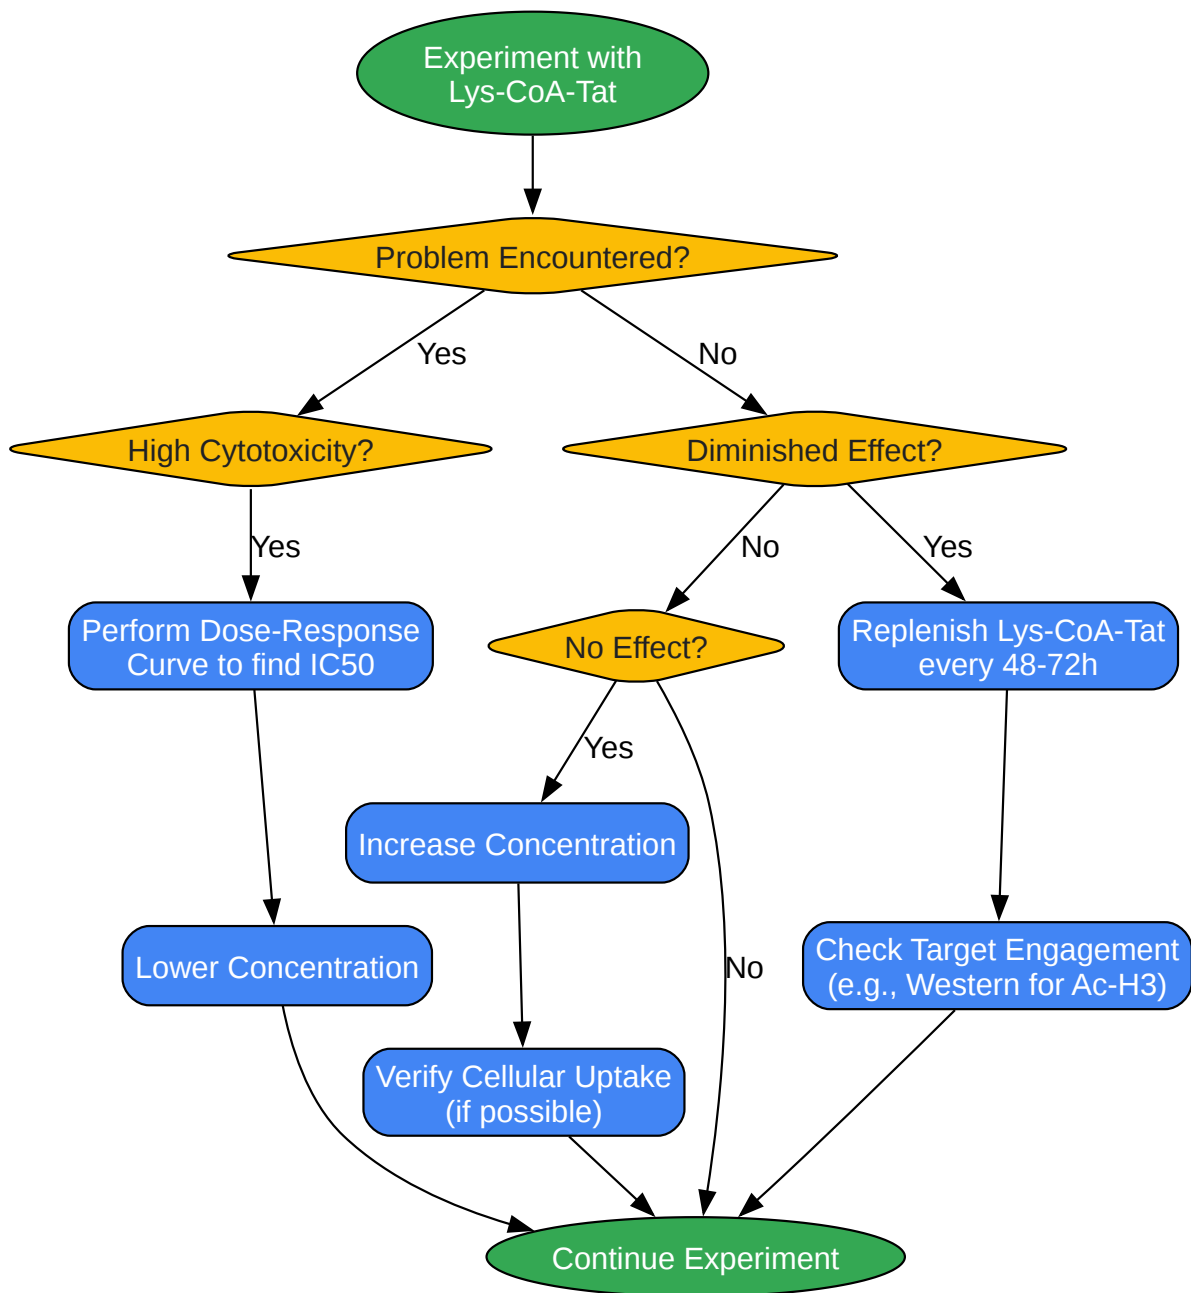 Experiment with
Lys-CoA-Tat
Problem Encountered?
Yes
No
High Cytotoxicity?
Diminished Effect?
Yes
No
Yes
Perform Dose-Response
Curve to find IC50
No Effect?
Replenish Lys-CoA-Tat
every 48-72h
Yes
Increase Concentration
Lower Concentration
No
Check Target Engagement
(e.g., Western for Ac-H3)
Verify Cellular Uptake
(if possible)
Continue Experiment